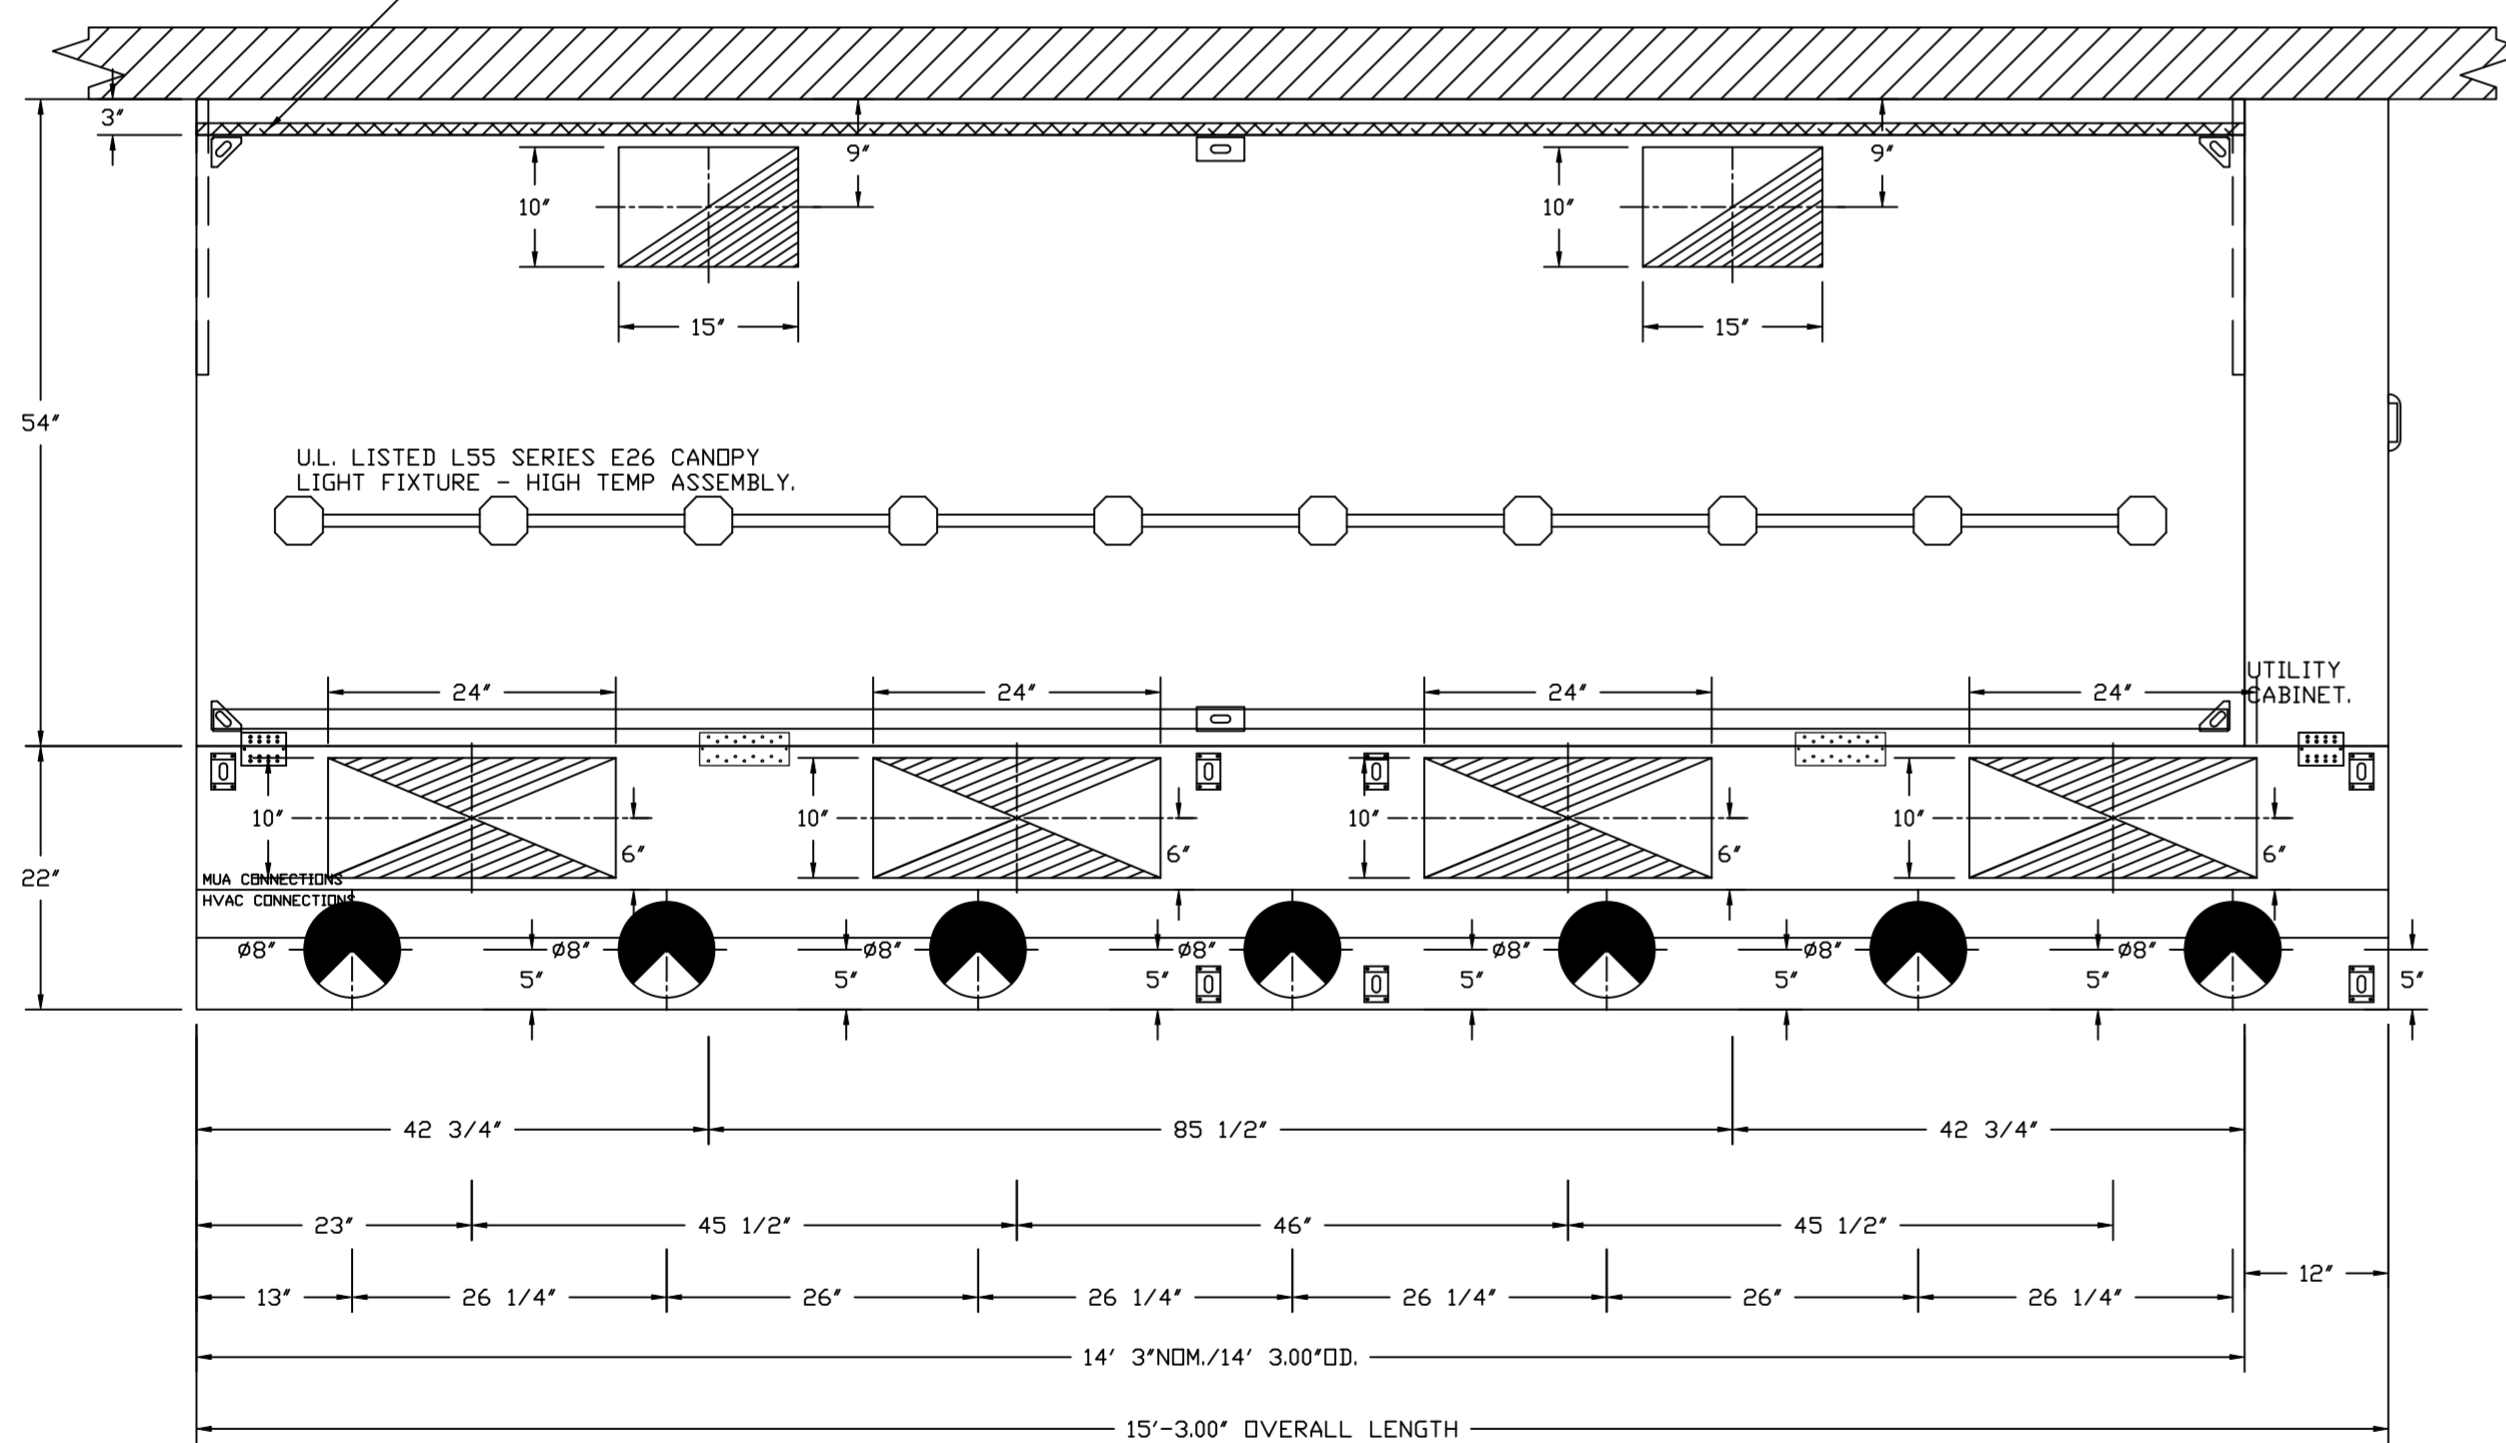 3"
9"
9"
10"
10"
15"
15"
54"
U.L. LISTED L55 SERIES E26 CANOPY
LIGHT FIXTURE - HIGH TEMP ASSEMBLY.
UTILITY
CABINET.
24"
24"
24"
24"
10"
10"
10"
10"
6"
6"
6"
6"
22"
MUA CONNECTIONS
HVAC CONNECTIONS
ø8"
ø8"
ø8"
ø8"
ø8"
ø8"
ø8"
5"
5"
5"
5"
5"
5"
5"
42 3/4"
85 1/2"
42 3/4"
23"
45 1/2"
46"
45 1/2"
12"
13"
26 1/4"
26"
26 1/4"
26 1/4"
26"
26 1/4"
14' 3"NOM./14' 3.00"OD.
15'-3.00" OVERALL LENGTH